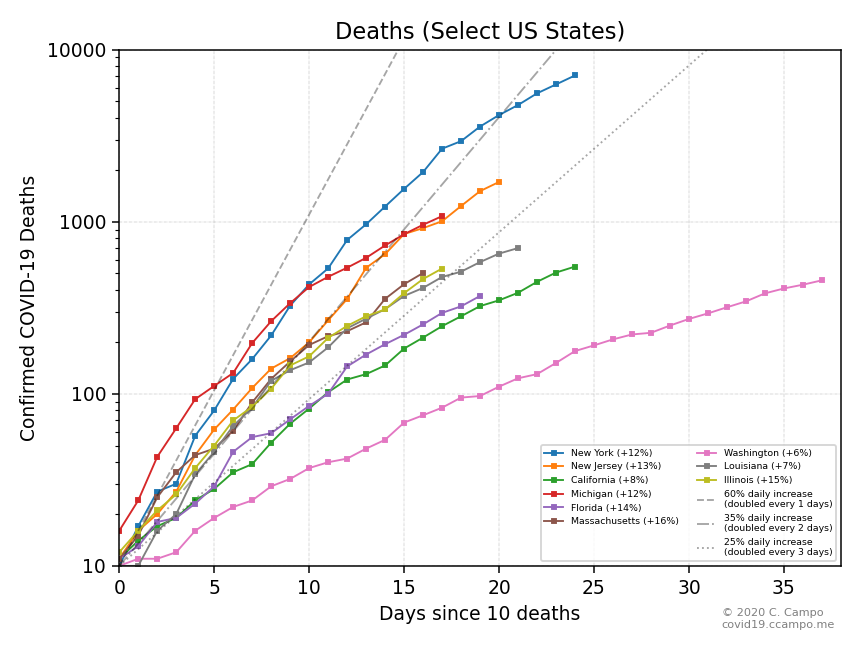 Deaths (Select US States)
Confirmed COVID-19 Deaths
10000
1000
100
10
0
5
10
15
20
25
30
35
Days since 10 deaths
New York (+12%)
New Jersey (+13%)
California (+8%)
Michigan (+12%)
Florida (+14%)
Massachusetts (+16%)
Washington (+6%)
Louisiana (+7%)
Illinois (+15%)
60% daily increase
(doubled every 1 days)
35% daily increase
(doubled every 2 days)
25% daily increase
(doubled every 3 days)
© 2020 C. Campo
covid19.ccampo.me